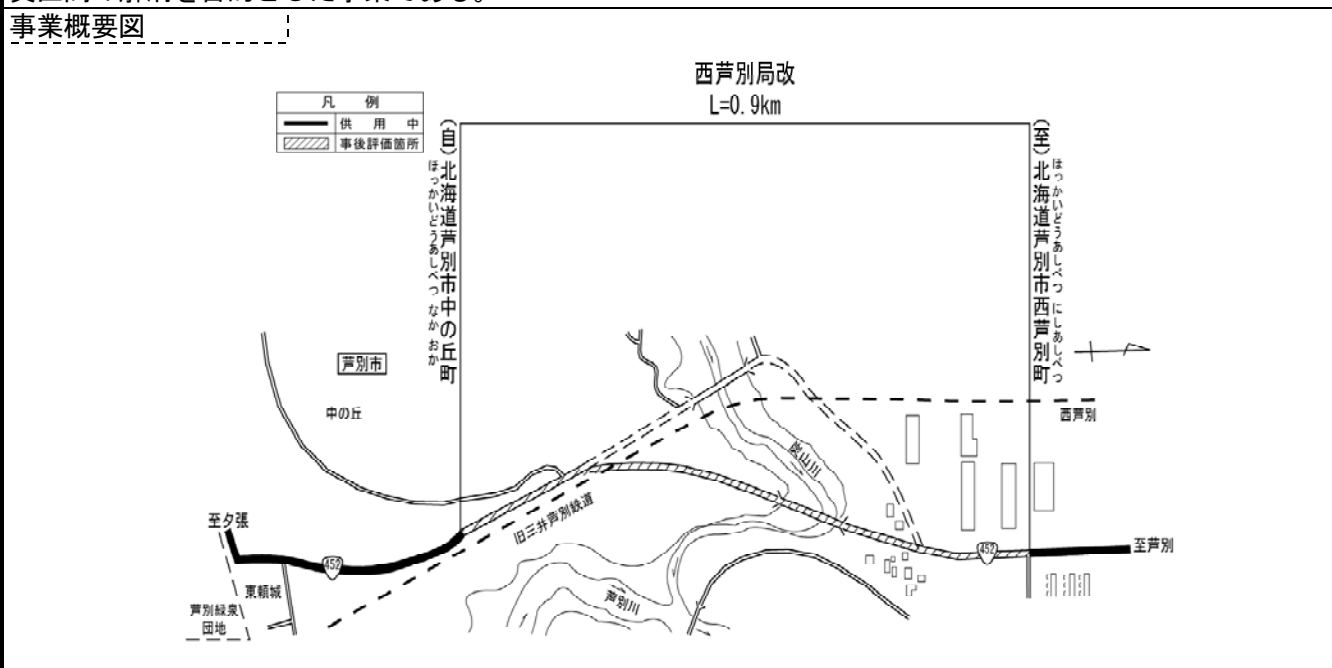 事業概要図
西芦別局改
L=0.9km
凡 例
供 用 中
事後評価箇所
(自)北海道芦別市中の丘町
ほっかいどうあしべつ なか おか
(至)北海道芦別市西芦別町
ほっかいどうあしべつ にしあしべつ
芦別市
中の丘
西芦別
炭山川
旧三井芦別鉄道
至夕張
452
452
至芦別
東頼城
芦別緑泉
団地
芦別川